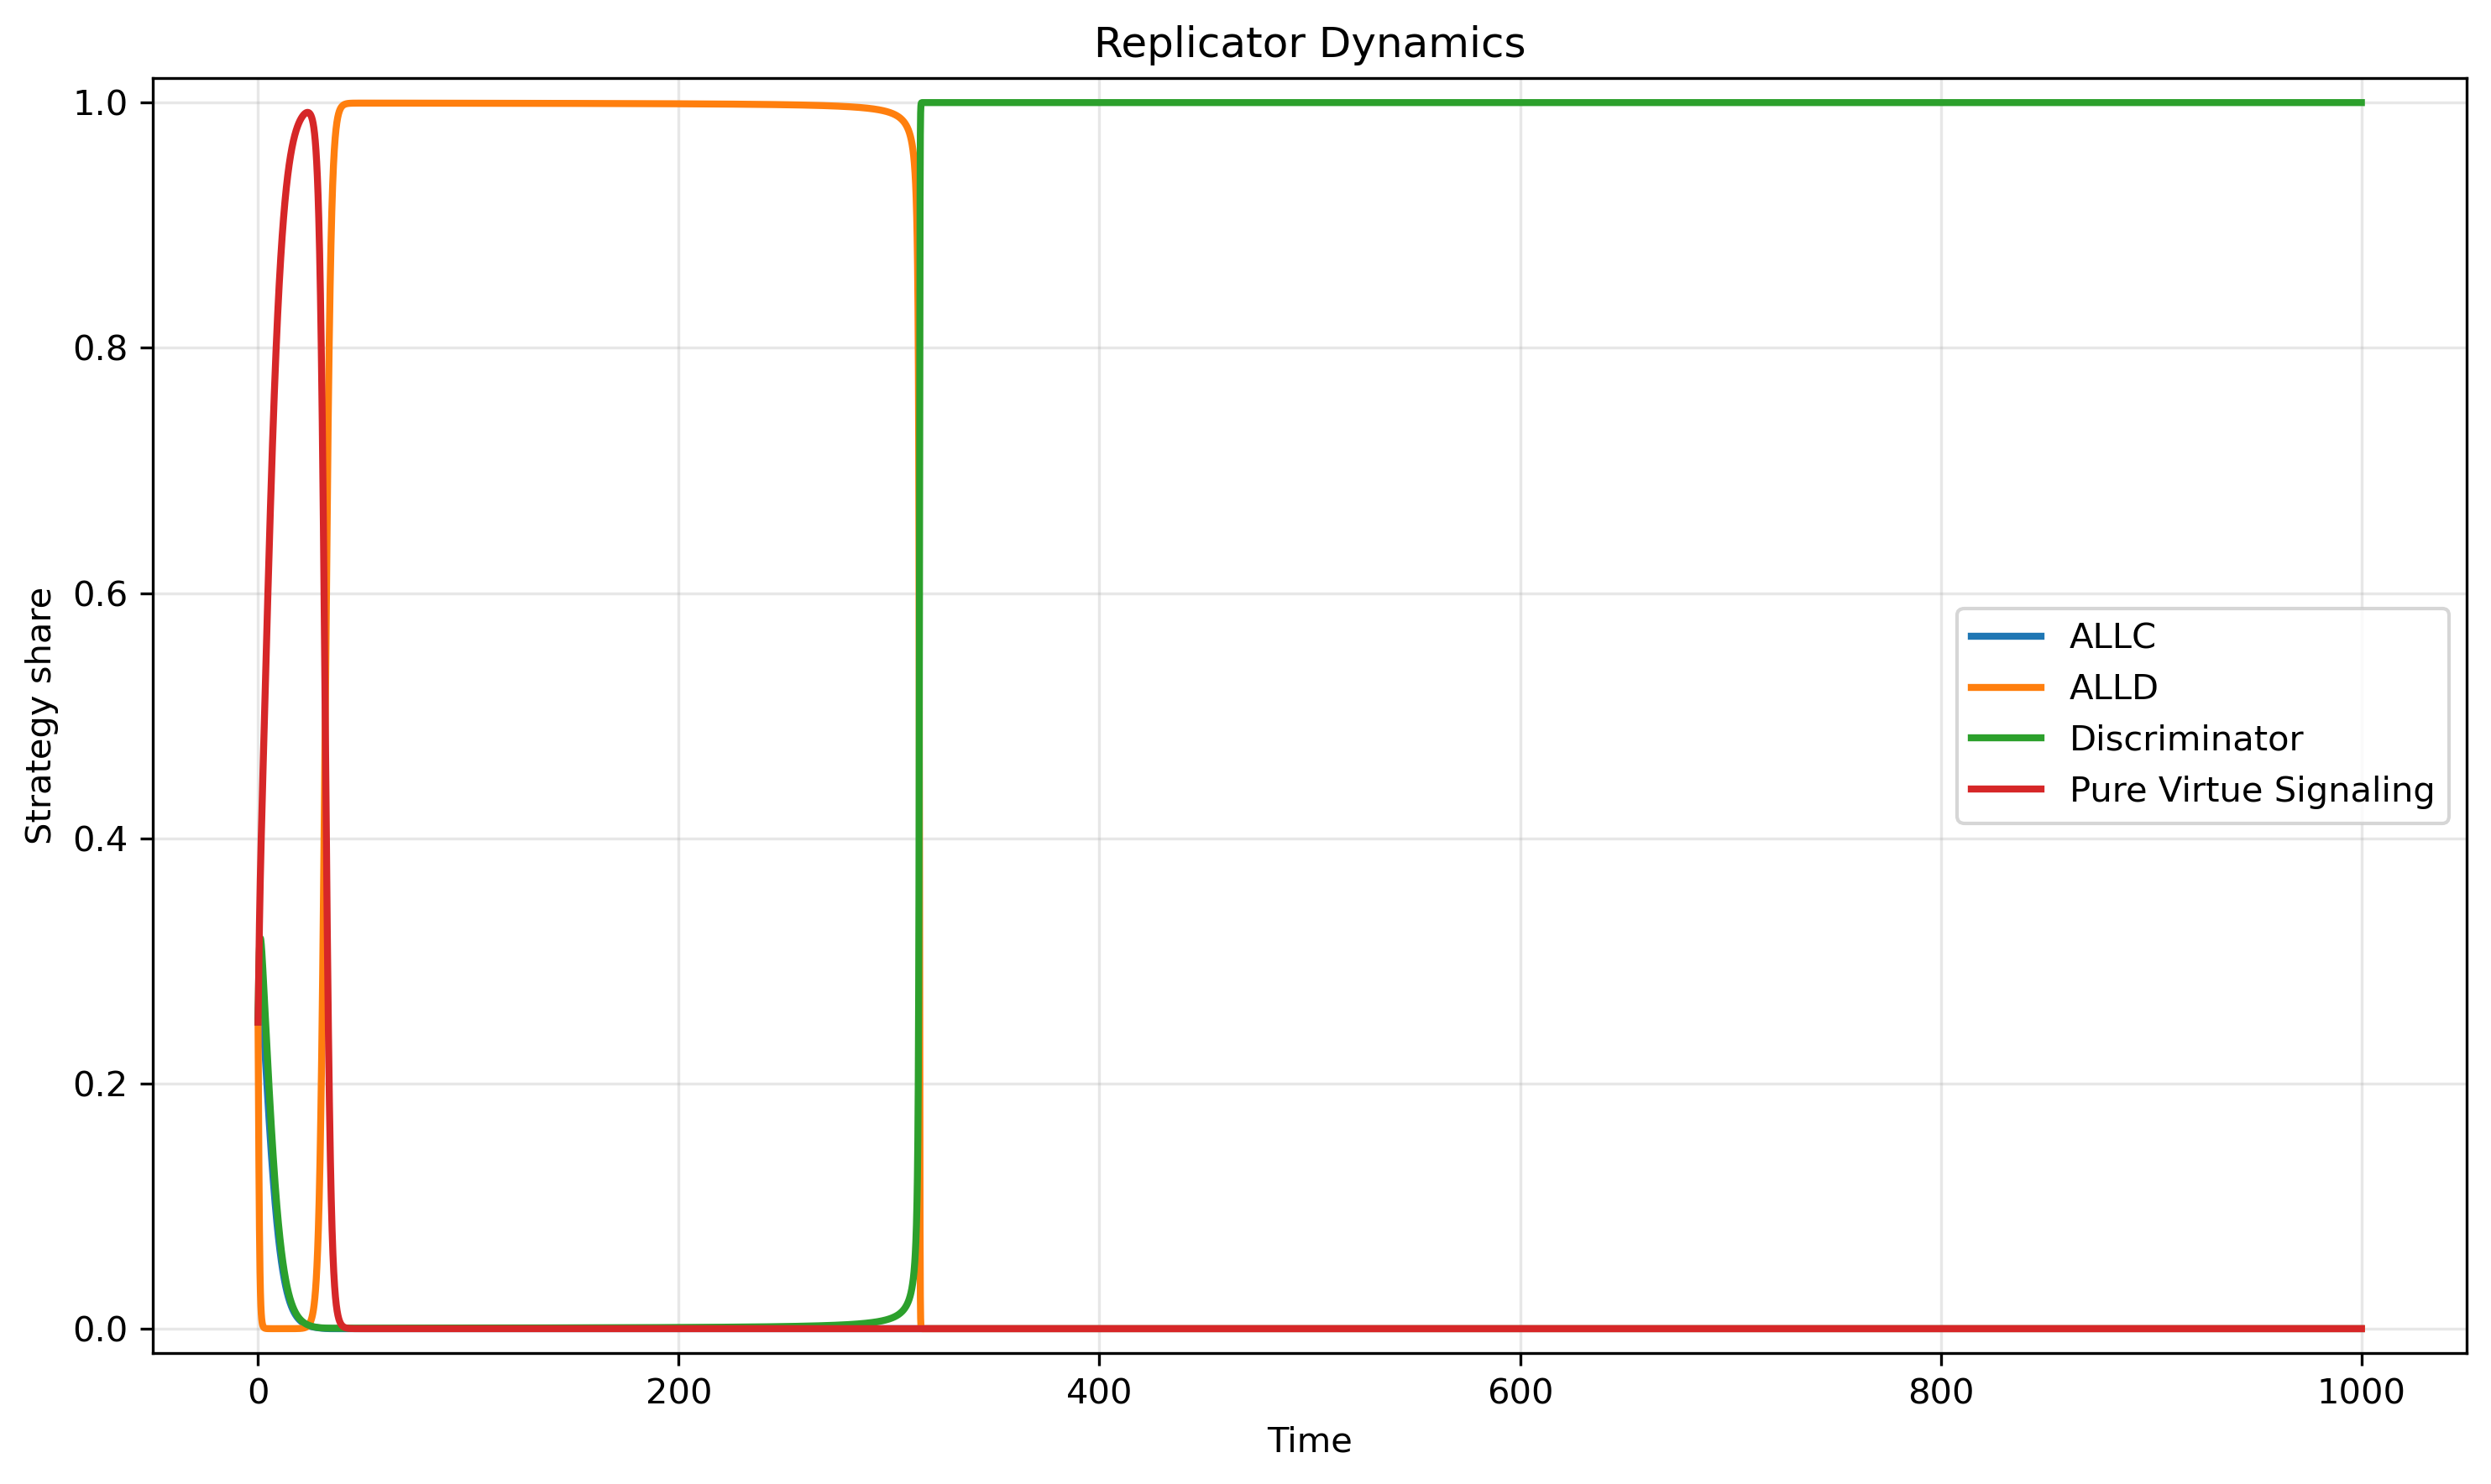 Replicator Dynamics
1.0
0.8
0.6
0.4
0.2
0.0
Strategy share
ALLC
ALLD
Discriminator
Pure Virtue Signaling
0
200
400
600
800
1000
Time